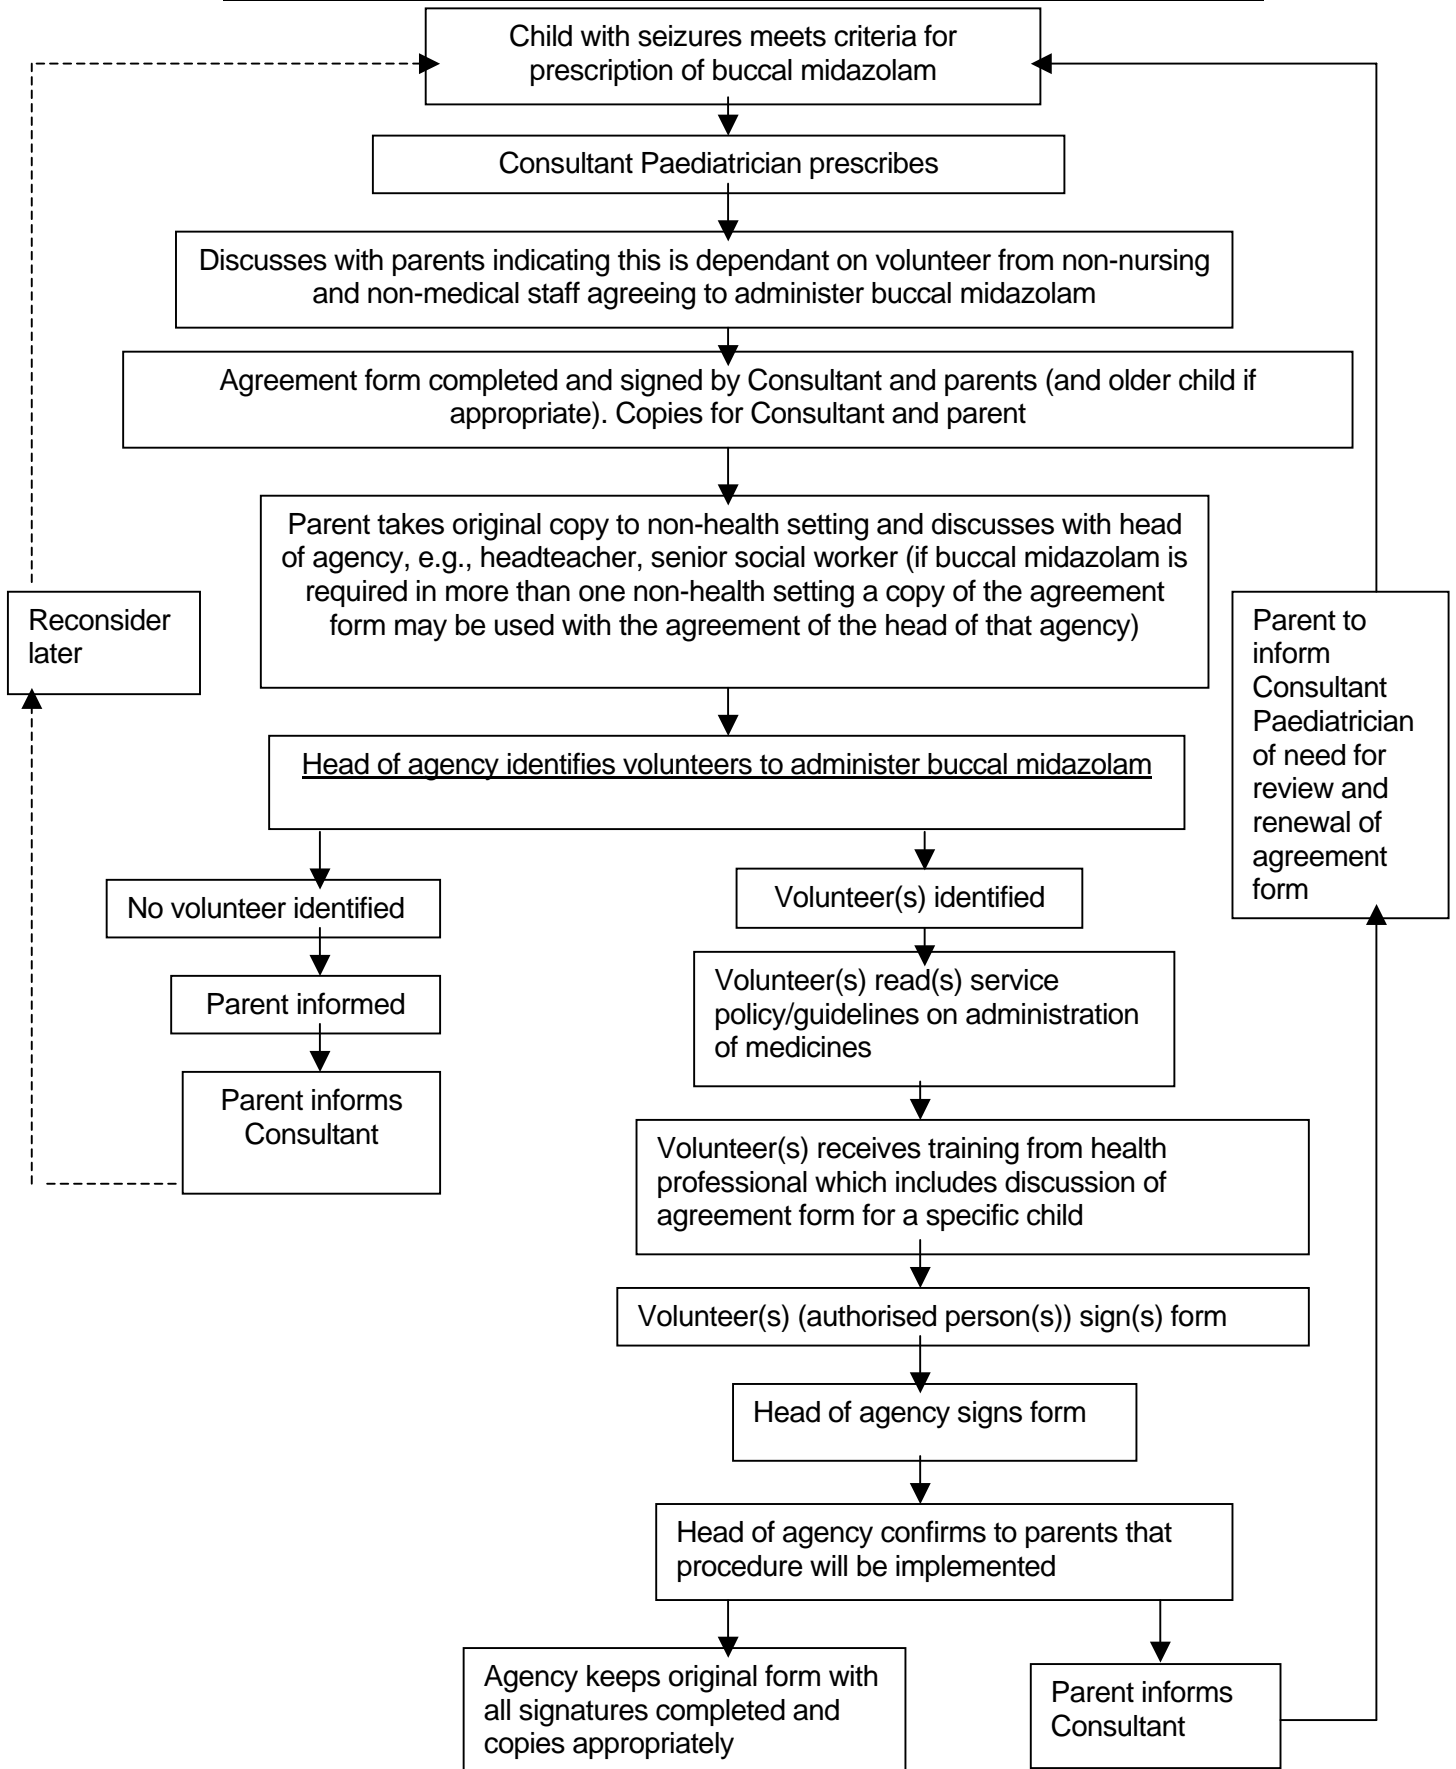 Child with seizures meets criteria for
prescription of buccal midazolam
Consultant Paediatrician prescribes
Discusses with parents indicating this is dependant on volunteer from non-nursing
and non-medical staff agreeing to administer buccal midazolam
Agreement form completed and signed by Consultant and parents (and older child if
appropriate). Copies for Consultant and parent
Parent takes original copy to non-health setting and discusses with head
of agency, e.g., headteacher, senior social worker (if buccal midazolam is
required in more than one non-health setting a copy of the agreement
form may be used with the agreement of the head of that agency)
Reconsider
later
Parent to
inform
Consultant
Paediatrician
of need for
review and
renewal of
agreement
form
Head of agency identifies volunteers to administer buccal midazolam
No volunteer identified
Parent informed
Parent informs
Consultant
Volunteer(s) identified
Volunteer(s) read(s) service
policy/guidelines on administration
of medicines
Volunteer(s) receives training from health
professional which includes discussion of
agreement form for a specific child
Volunteer(s) (authorised person(s)) sign(s) form
Head of agency signs form
Head of agency confirms to parents that
procedure will be implemented
Agency keeps original form with
all signatures completed and
copies appropriately
Parent informs
Consultant